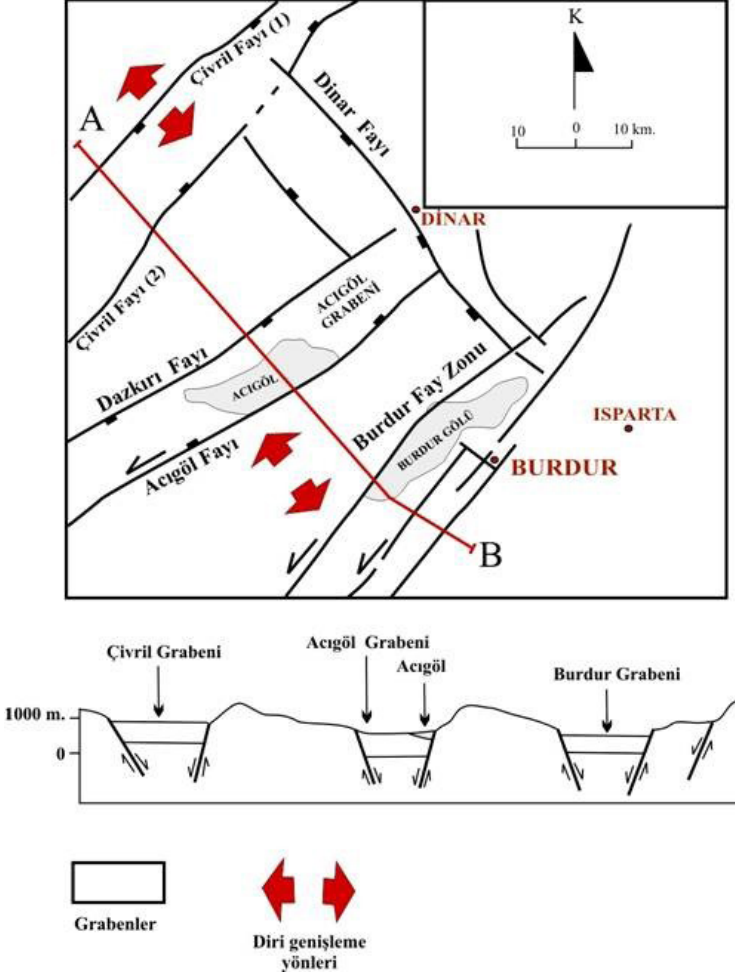 K
10 0 10 km.
Çivril Fayı (1)
A
Dinar Fayı
DİNAR
Çivril Fayı (2)
ACIGÖL
GRABENİ
Dazkırı Fayı
ACIGÖL
Acıgöl Fayı
Burdur Fay Zonu
BURDUR GÖLÜ
ISPARTA
BURDUR
B
Çivril Grabeni
Acıgöl Grabeni
Acıgöl
Burdur Grabeni
1000 m.
0
Grabenler
Diri genişleme
yönleri